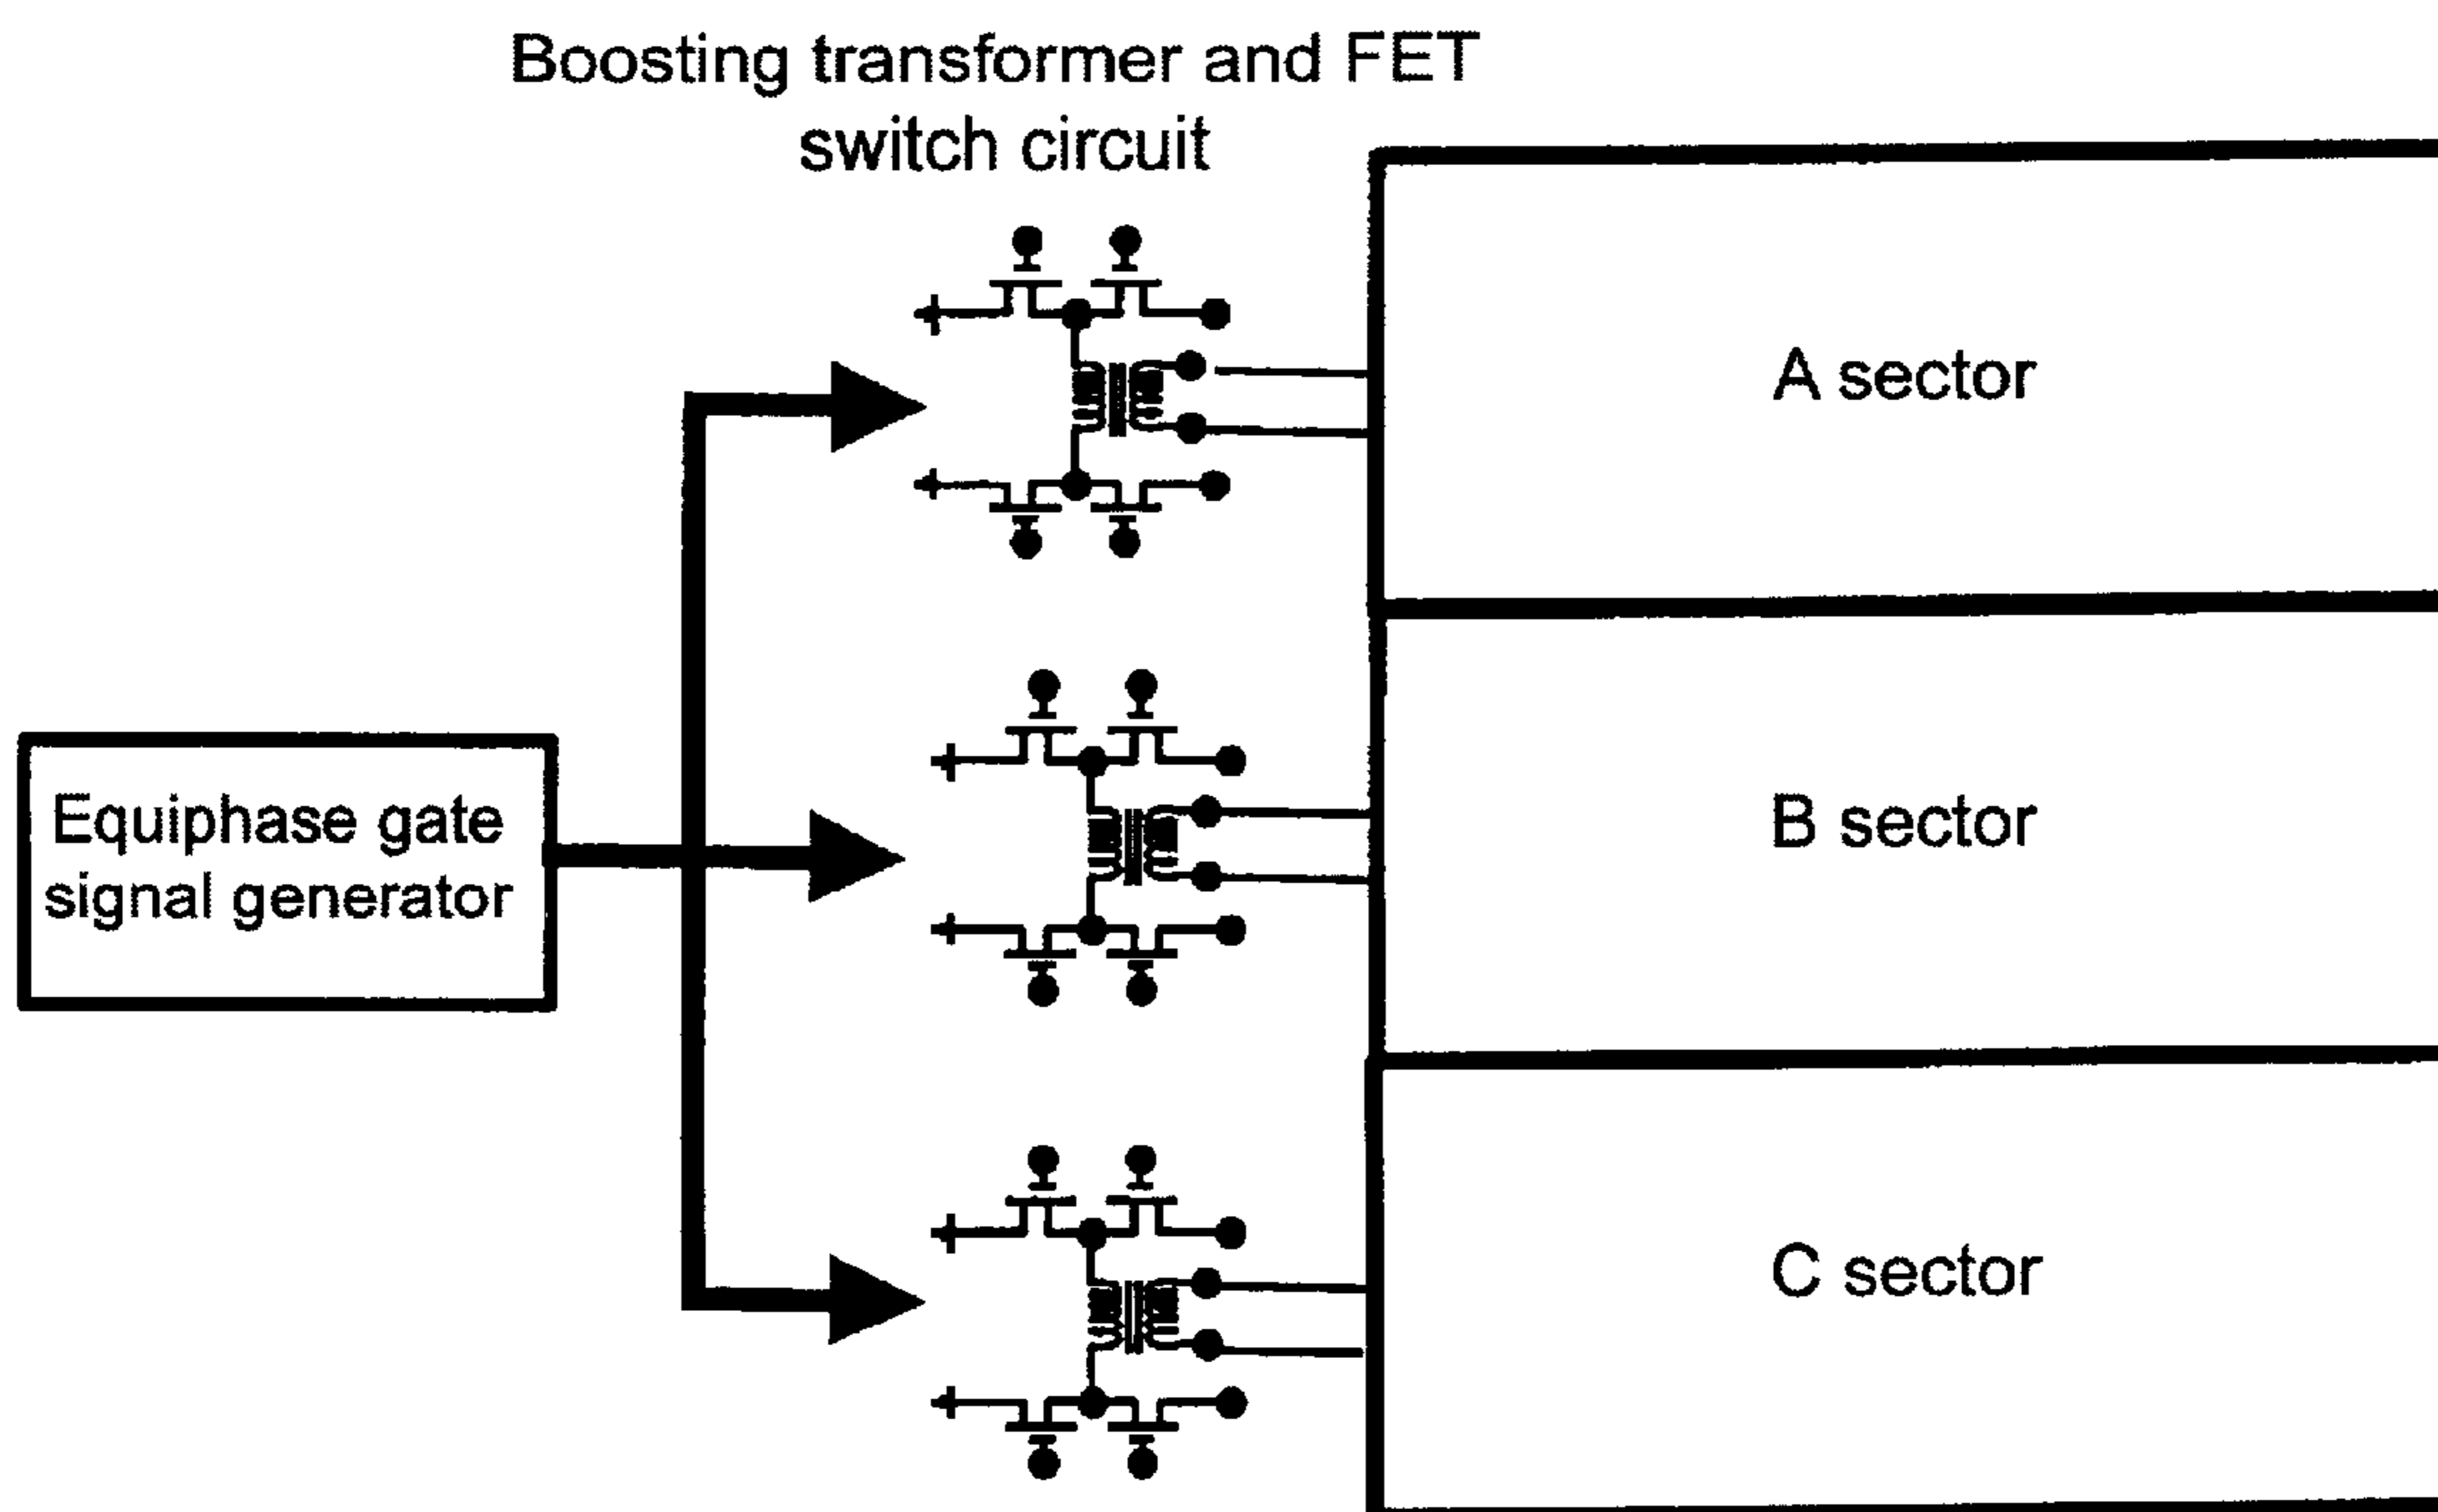 Boosting transformer and FET
switch circuit
A sector
Equiphase gate
signal generator
B sector
C sector